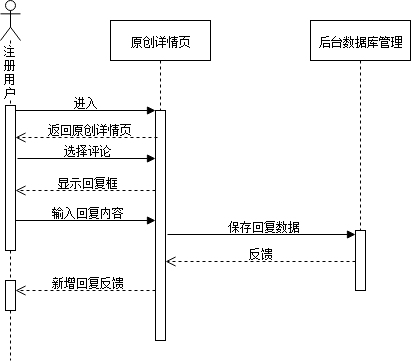 注册用户
原创详情页
后台数据库管理
进入
返回原创详情页
选择评论
显示回复框
输入回复内容
保存回复数据
反馈
新增回复反馈